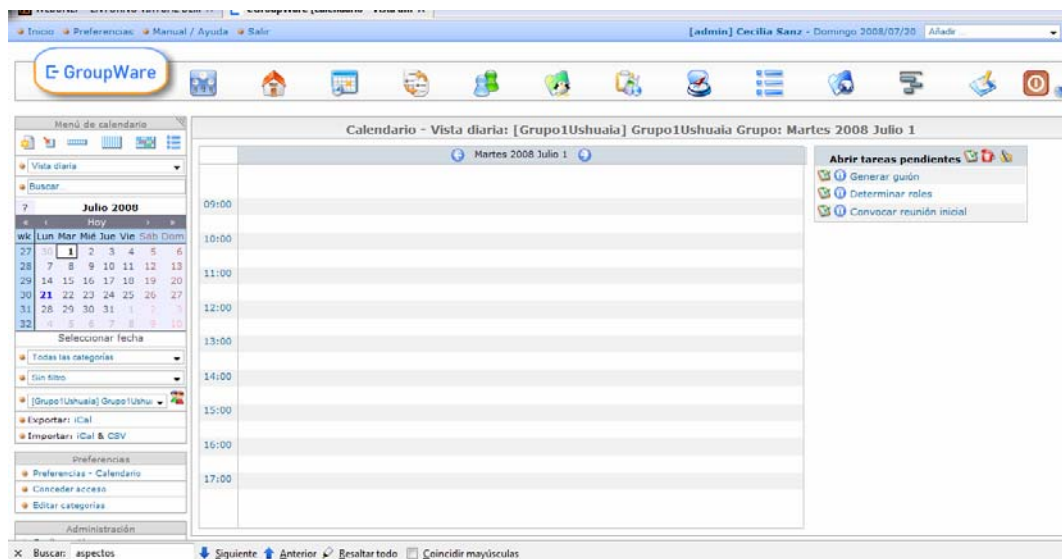 Inicio Preferencias Manual / Ayuda Salir
[admin] Cecilia Sanz - Domingo 2008/07/20 Añadir...
E- GroupWare
Menú de calendario
Calendario - Vista diaria: [Grupo1Ushuaia] Grupo1Ushuaia Grupo: Martes 2008 Julio 1
Vista diaria
Buscar...
? Julio 2008
« ‹ Hoy › »
wk Lun Mar Mié Jue Vie Sáb Dom
27 30 1 2 3 4 5 6
28 7 8 9 10 11 12 13
29 14 15 16 17 18 19 20
30 21 22 23 24 25 26 27
31 28 29 30 31 1 2 3
32 4 5 6 7 8 9 10
Seleccionar fecha
Todas las categorías
Sin filtro
[Grupo1Ushuaia] Grupo1Ushu
Exportar: iCal
Importar: iCal & CSV
Preferencias
Preferencias - Calendario
Conceder acceso
Editar categorías
Administración
Martes 2008 Julio 1
09:00
10:00
11:00
12:00
13:00
14:00
15:00
16:00
17:00
Abrir tareas pendientes
Generar guión
Determinar roles
Convocar reunión inicial
Buscar: aspectos Siguiente Anterior Resaltar todo Coincidir mayúsculas